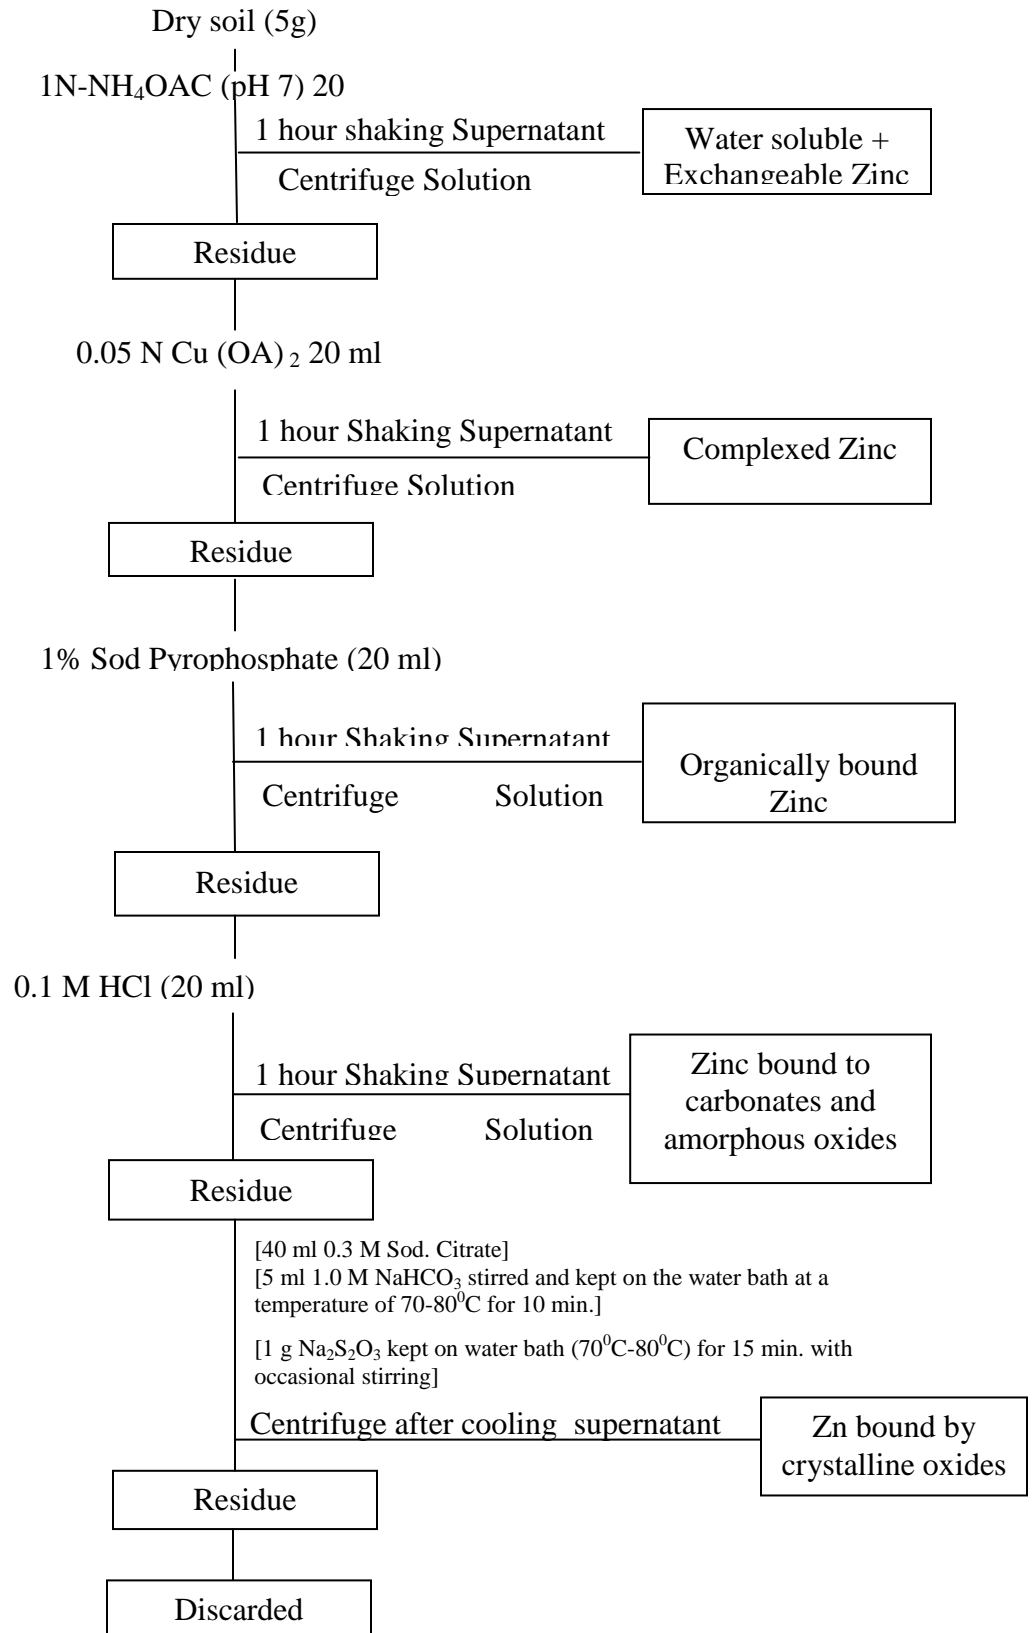 Dry soil (5g)
1N-NH₄OAC (pH 7) 20
1 hour shaking Supernatant
Centrifuge Solution
Water soluble +
Exchangeable Zinc
Residue
0.05 N Cu (OA) ₂ 20 ml
1 hour Shaking Supernatant
Centrifuge Solution
Complexed Zinc
Residue
1% Sod Pyrophosphate (20 ml)
1 hour Shaking Supernatant
Centrifuge Solution
Organically bound
Zinc
Residue
0.1 M HCl (20 ml)
1 hour Shaking Supernatant
Centrifuge Solution
Zinc bound to
carbonates and
amorphous oxides
Residue
[40 ml 0.3 M Sod. Citrate]
[5 ml 1.0 M NaHCO₃ stirred and kept on the water bath at a
temperature of 70-80⁰C for 10 min.]
[1 g Na₂S₂O₃ kept on water bath (70⁰C-80⁰C) for 15 min. with
occasional stirring]
Centrifuge after cooling supernatant
Zn bound by
crystalline oxides
Residue
Discarded